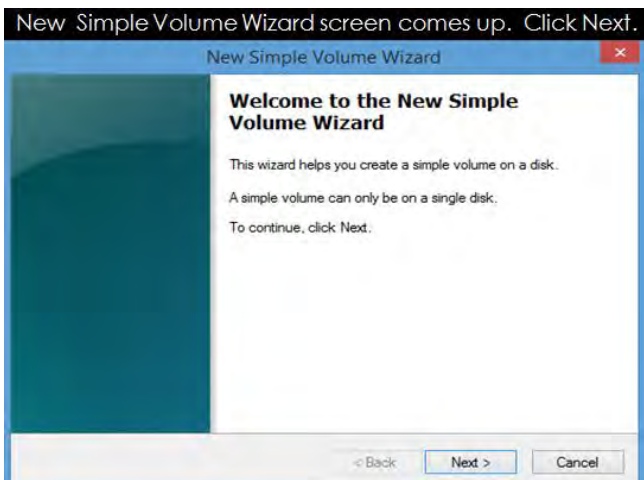 New Simple Volume Wizard screen comes up. Click Next.
New Simple Volume Wizard
Welcome to the New Simple
Volume Wizard
This wizard helps you create a simple volume on a disk.
A simple volume can only be on a single disk.
To continue, click Next.
< Back Next > Cancel